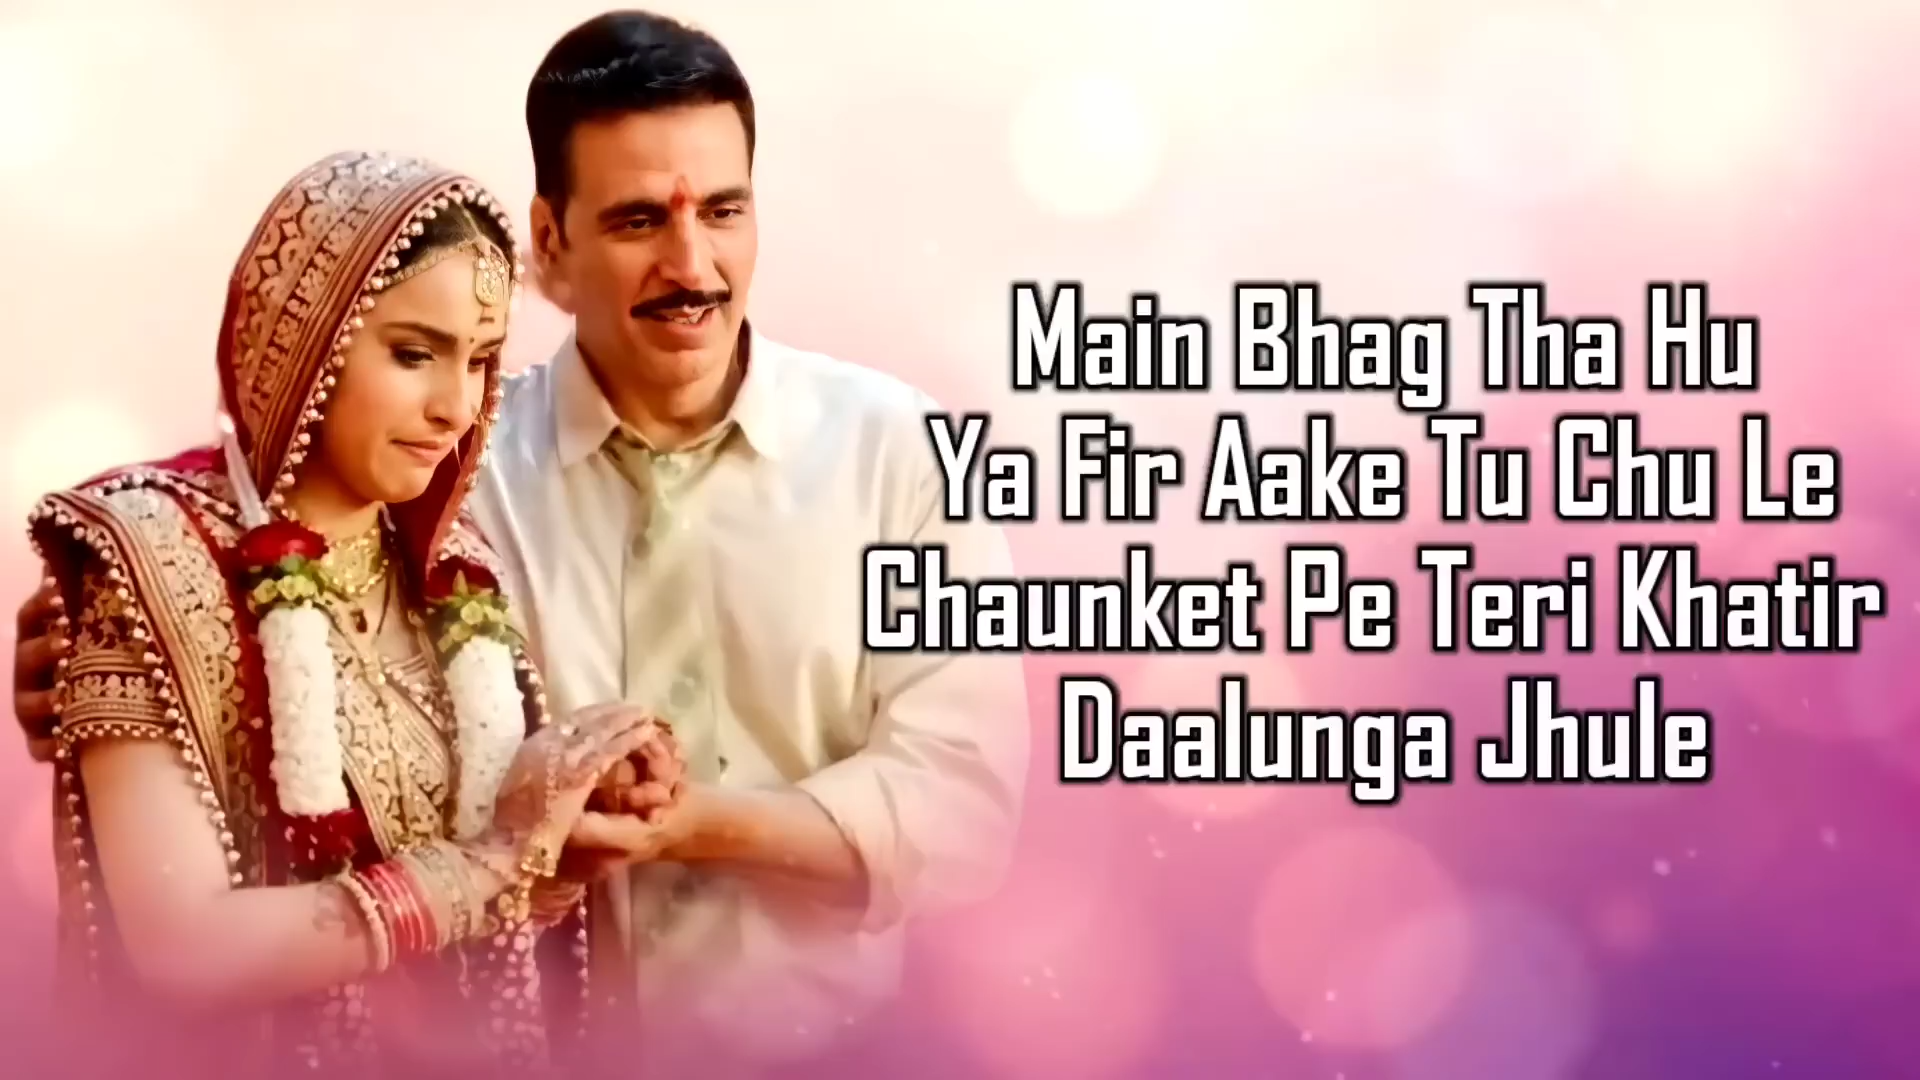 Main Bhag Tha Hu
Ya Fir Aake Tu Chu Le
Chaunket Pe Teri Khatir
Daalunga Jhule